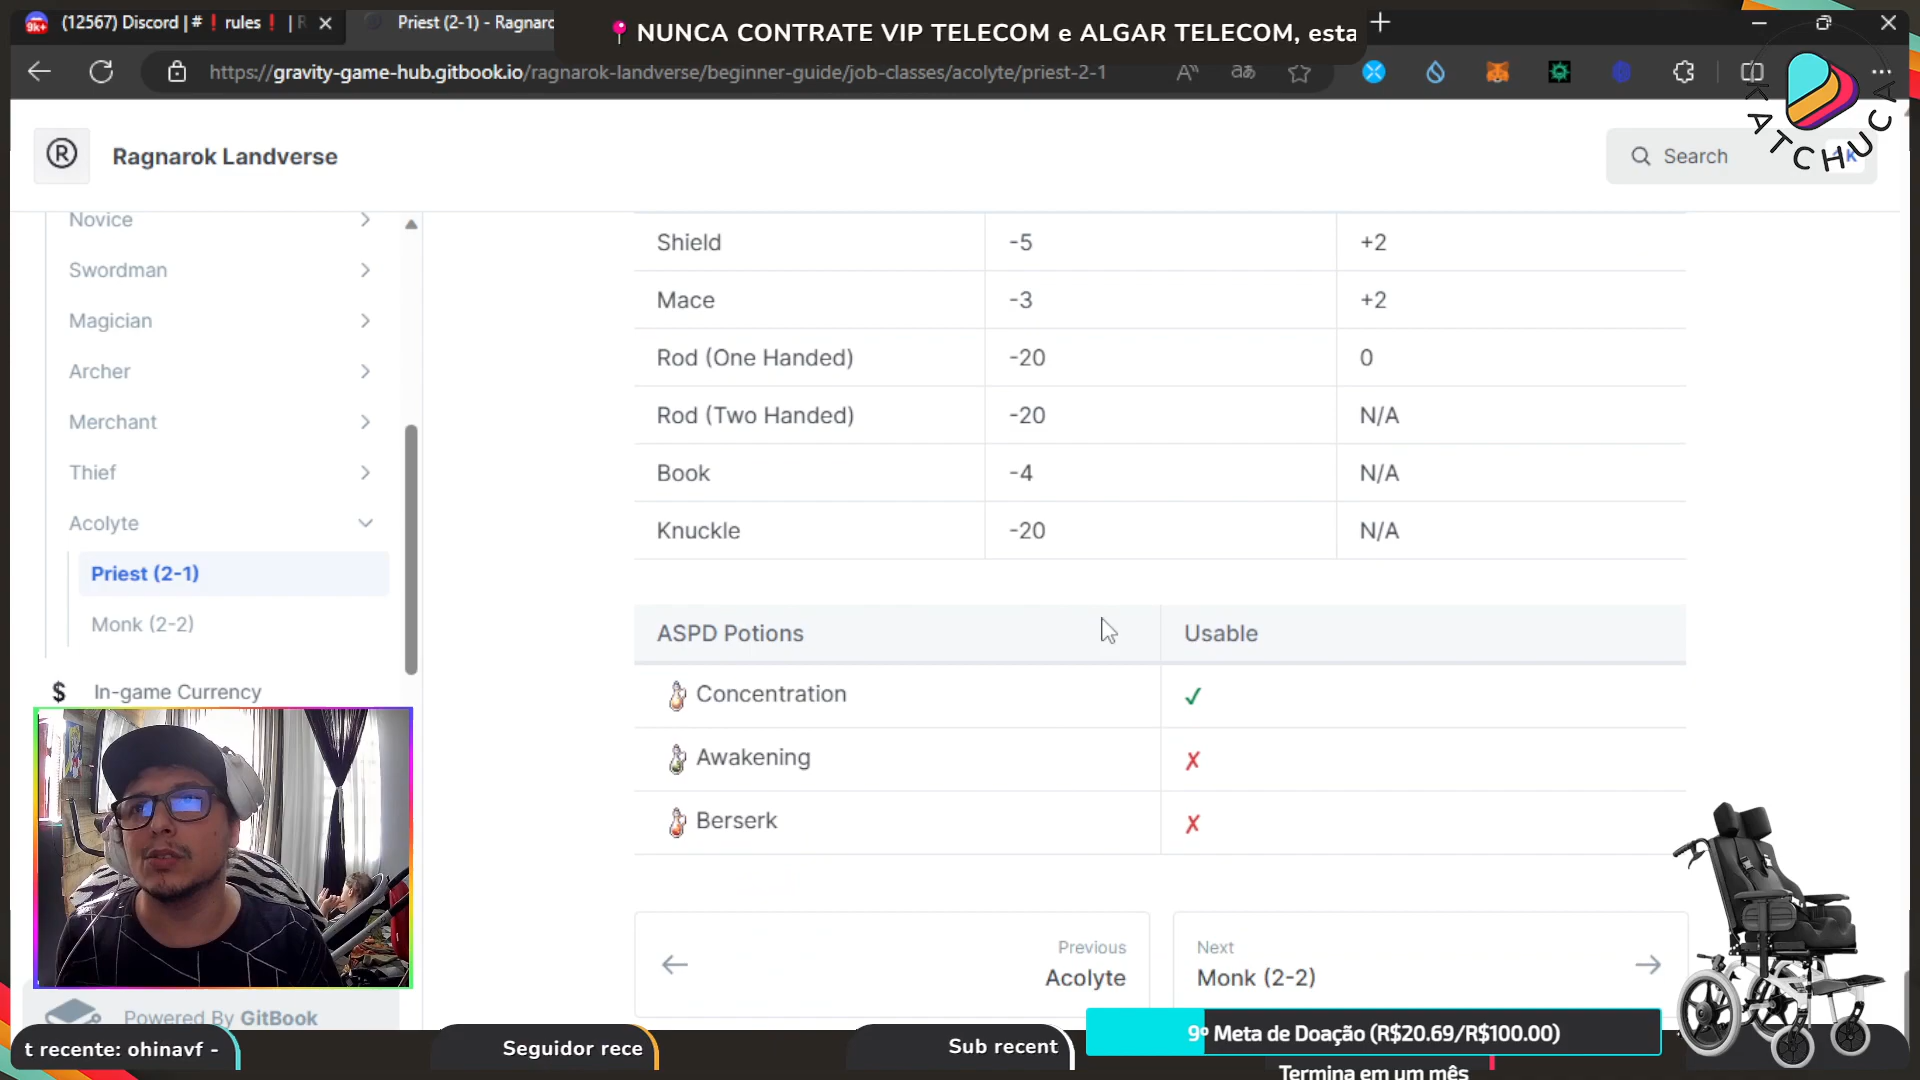 (12567) Discord | #❗rules❗ | R
Priest (2-1) - Ragnaro
📍 NUNCA CONTRATE VIP TELECOM e ALGAR TELECOM, esta
https://gravity-game-hub.gitbook.io/ragnarok-landverse/beginner-guide/job-classes/acolyte/priest-2-1
KATCHUCA
Ragnarok Landverse
Search
K
Novice
Swordman
Magician
Archer
Merchant
Thief
Acolyte
Priest (2-1)
Monk (2-2)
$ In-game Currency
Powered By GitBook
Shield -5 +2
Mace -3 +2
Rod (One Handed) -20 0
Rod (Two Handed) -20 N/A
Book -4 N/A
Knuckle -20 N/A
ASPD Potions Usable
Concentration ✓
Awakening ✗
Berserk ✗
Previous
Acolyte
Next
Monk (2-2)
t recente: ohinavf -
Seguidor rece
Sub recent
9º Meta de Doação (R$20.69/R$100.00)
Termina em um mês